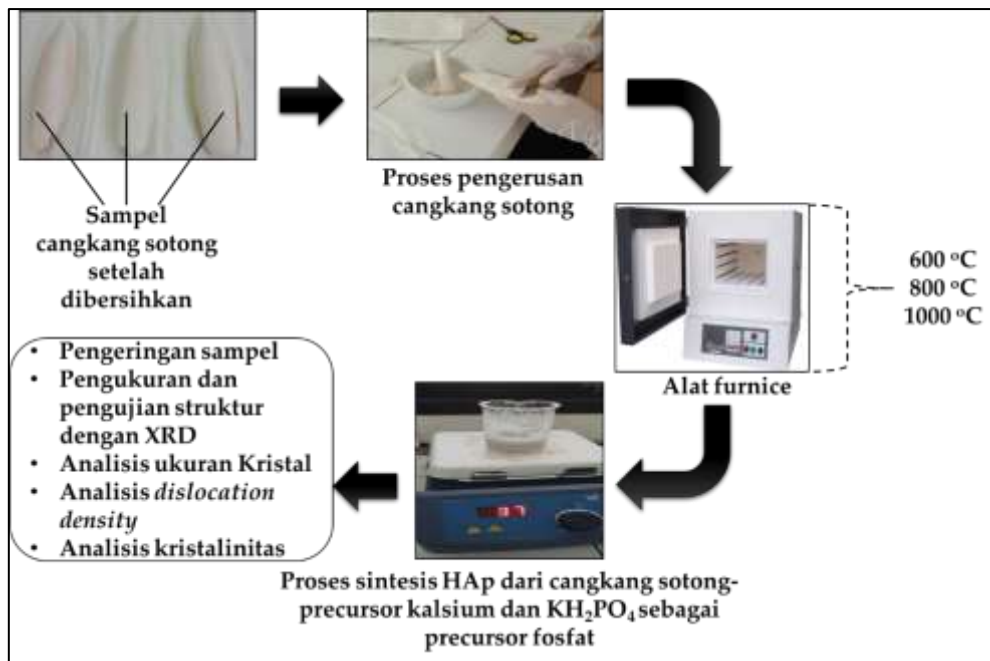 Sampel
cangkang sotong
setelah
dibersihkan
Proses pengerusan
cangkang sotong
600 °C
800 °C
1000 °C
Alat furnice
Proses sintesis HAp dari cangkang sotong-
precursor kalsium dan KH₂PO₄ sebagai
precursor fosfat
• Pengeringan sampel
• Pengukuran dan
pengujian struktur
dengan XRD
• Analisis ukuran Kristal
• Analisis dislocation
density
• Analisis kristalinitas